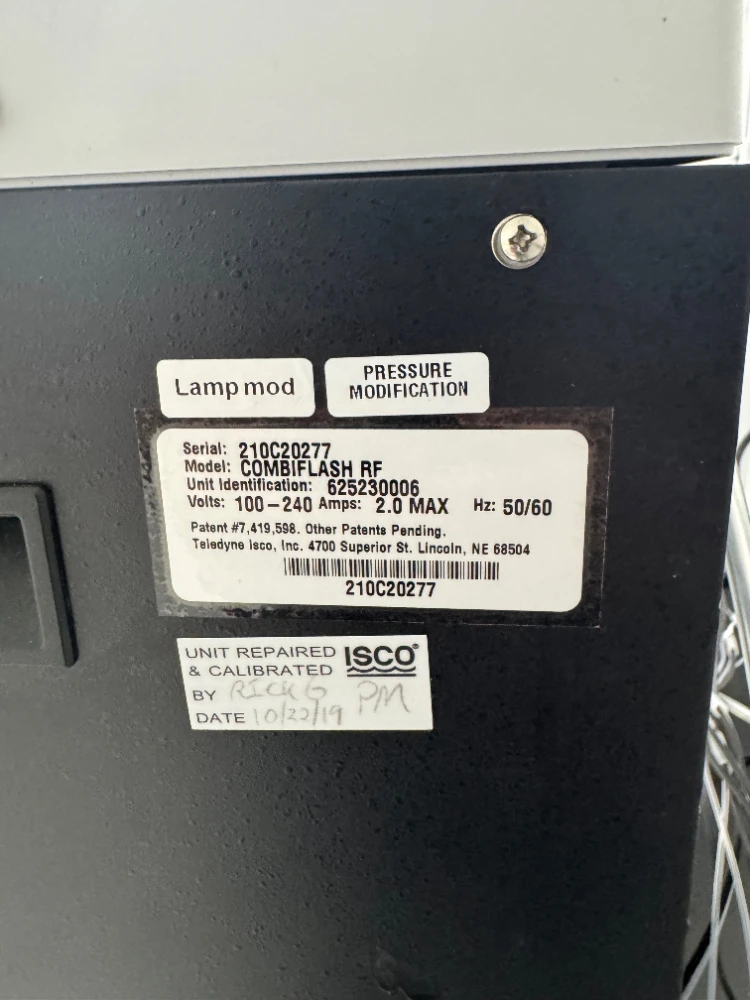 Lamp mod
PRESSURE
MODIFICATION
Serial: 210C20277
Model: COMBIFLASH RF
Unit Identification: 625230006
Volts: 100-240 Amps: 2.0 MAX Hz: 50/60
Patent #7,419,598. Other Patents Pending.
Teledyne Isco, Inc. 4700 Superior St. Lincoln, NE 68504
210C20277
UNIT REPAIRED ISCO®
& CALIBRATED
BY RICK G PM
DATE 10/22/19